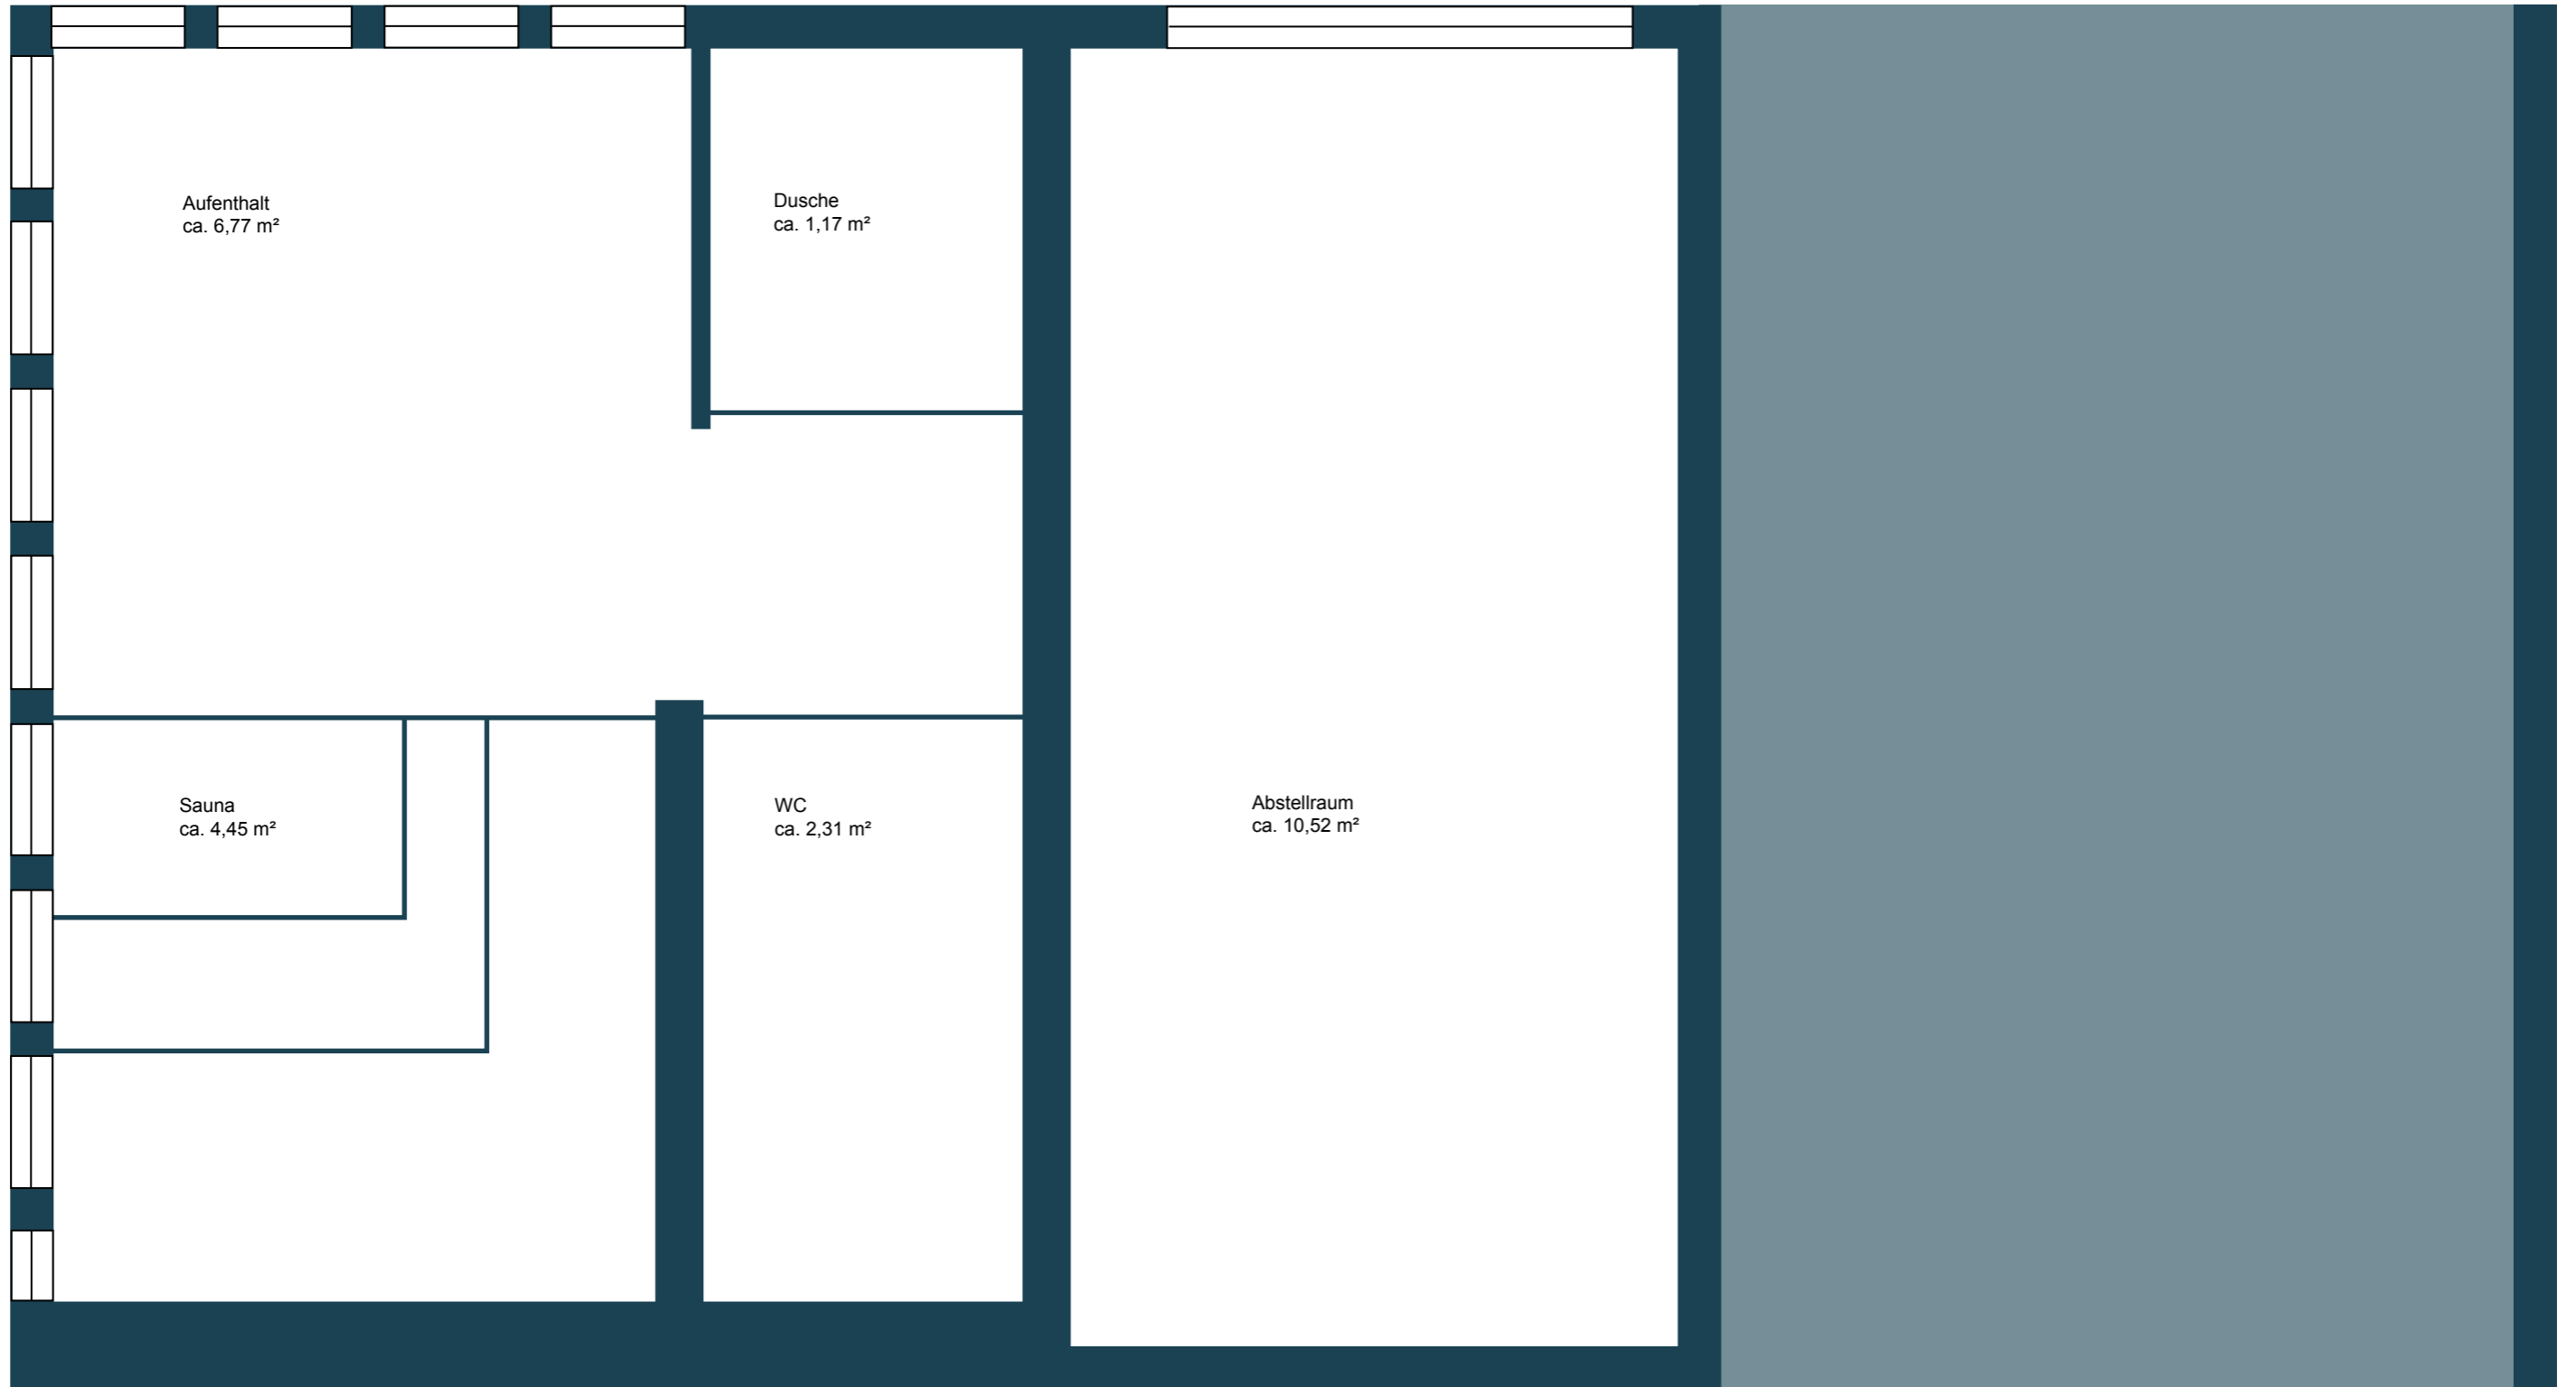 Aufenthalt
ca. 6,77 m²
Dusche
ca. 1,17 m²
Sauna
ca. 4,45 m²
WC
ca. 2,31 m²
Abstellraum
ca. 10,52 m²